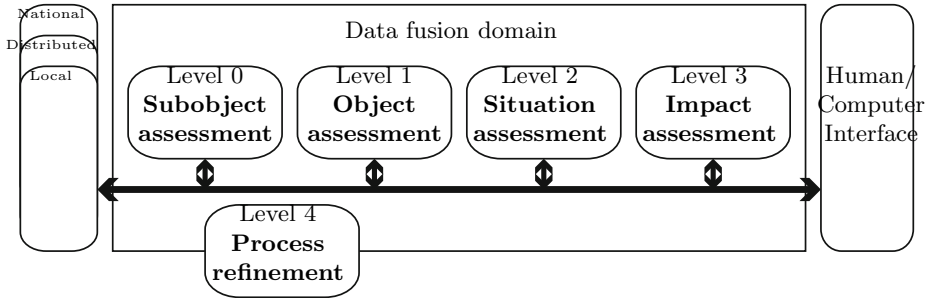 National
Distributed
Local
Data fusion domain
Level 0
Subobject
assessment
Level 1
Object
assessment
Level 2
Situation
assessment
Level 3
Impact
assessment
Human/
Computer
Interface
Level 4
Process
refinement